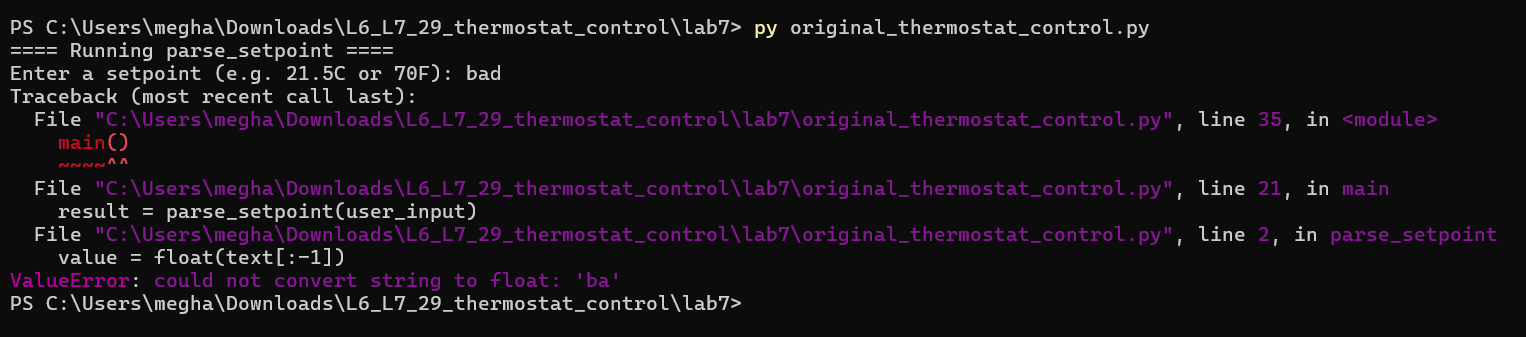 PS C:\Users\megha\Downloads\L6_L7_29_thermostat_control\lab7> py original_thermostat_control.py
==== Running parse_setpoint ====
Enter a setpoint (e.g. 21.5C or 70F): bad
Traceback (most recent call last):
  File "C:\Users\megha\Downloads\L6_L7_29_thermostat_control\lab7\original_thermostat_control.py", line 35, in <module>
    main()
    ~~~~^^
  File "C:\Users\megha\Downloads\L6_L7_29_thermostat_control\lab7\original_thermostat_control.py", line 21, in main
    result = parse_setpoint(user_input)
  File "C:\Users\megha\Downloads\L6_L7_29_thermostat_control\lab7\original_thermostat_control.py", line 2, in parse_setpoint
    value = float(text[:-1])
ValueError: could not convert string to float: 'ba'
PS C:\Users\megha\Downloads\L6_L7_29_thermostat_control\lab7>